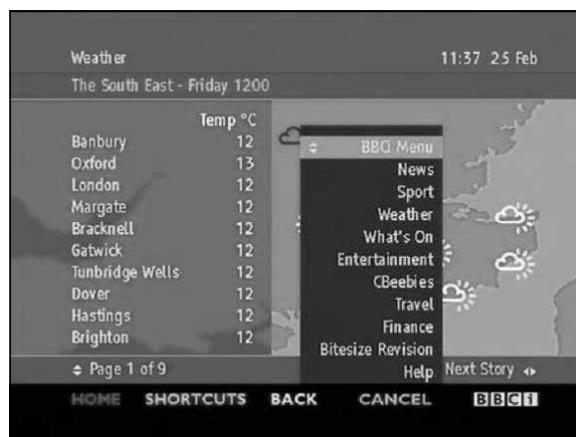 Weather 11:37 25 Feb
The South East - Friday 1200
Temp °C
Banbury 12
Oxford 13
London 12
Margate 12
Bracknell 12
Gatwick 12
Tunbridge Wells 12
Dover 12
Hastings 12
Brighton 12
BBCi Menu
News
Sport
Weather
What's On
Entertainment
CBeebies
Travel
Finance
Bitesize Revision
Help
Page 1 of 9 Next Story
HOME SHORTCUTS BACK CANCEL BBCi